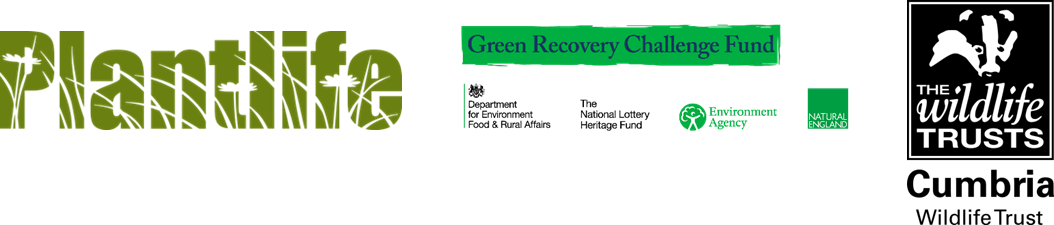 Plantlife
Green Recovery Challenge Fund
Department
for Environment
Food & Rural Affairs
The
National Lottery
Heritage Fund
Environment
Agency
NATURAL
ENGLAND
THE
wildlife
TRUSTS
Cumbria
Wildlife Trust